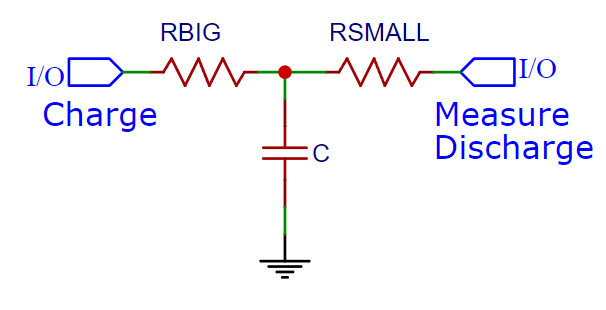 RBIG
RSMALL
I/O
I/O
Charge
Measure
Discharge
C